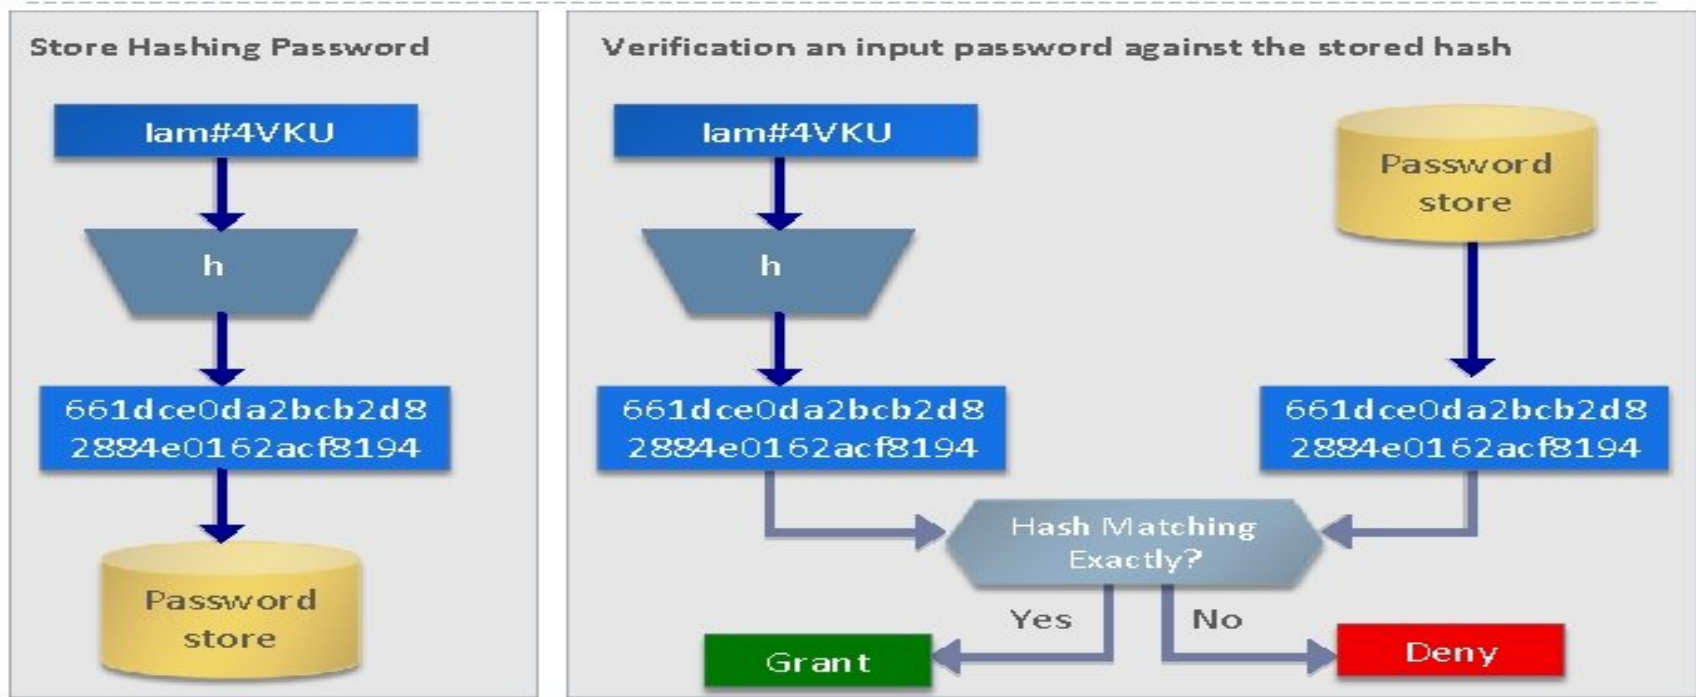 Store Hashing Password
Iam#4VKU
h
661dce0da2bcb2d8
2884e0162acf8194
Password
store
Verification an input password against the stored hash
Iam#4VKU
h
661dce0da2bcb2d8
2884e0162acf8194
Password
store
661dce0da2bcb2d8
2884e0162acf8194
Hash Matching
Exactly?
Yes
No
Grant
Deny